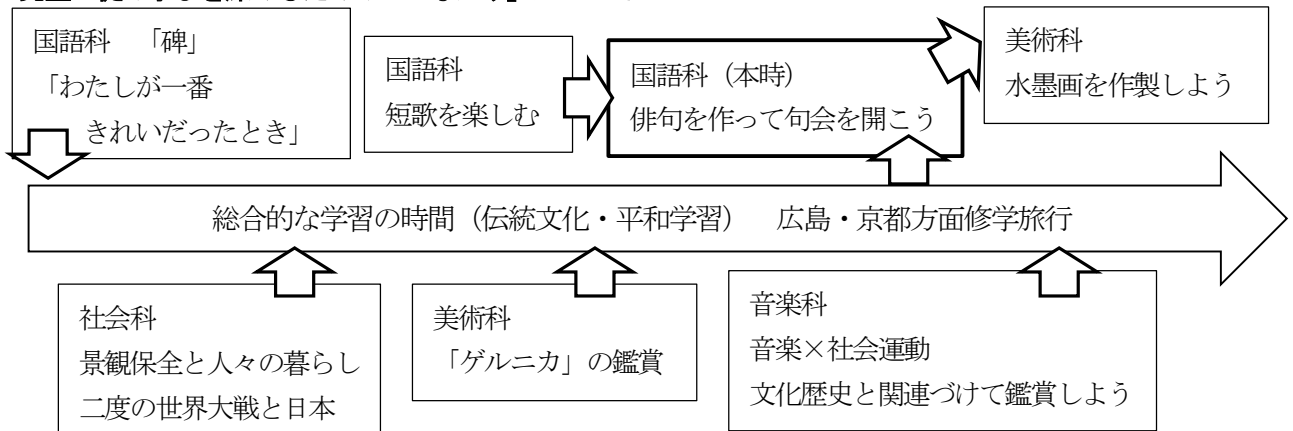 国語科　「碑」
「わたしが一番
きれいだったとき」
国語科
短歌を楽しむ
国語科（本時）
俳句を作って句会を開こう
美術科
水墨画を作製しよう
総合的な学習の時間（伝統文化・平和学習）　広島・京都方面修学旅行
社会科
景観保全と人々の暮らし
二度の世界大戦と日本
美術科
「ゲルニカ」の鑑賞
音楽科
音楽×社会運動
文化歴史と関連づけて鑑賞しよう